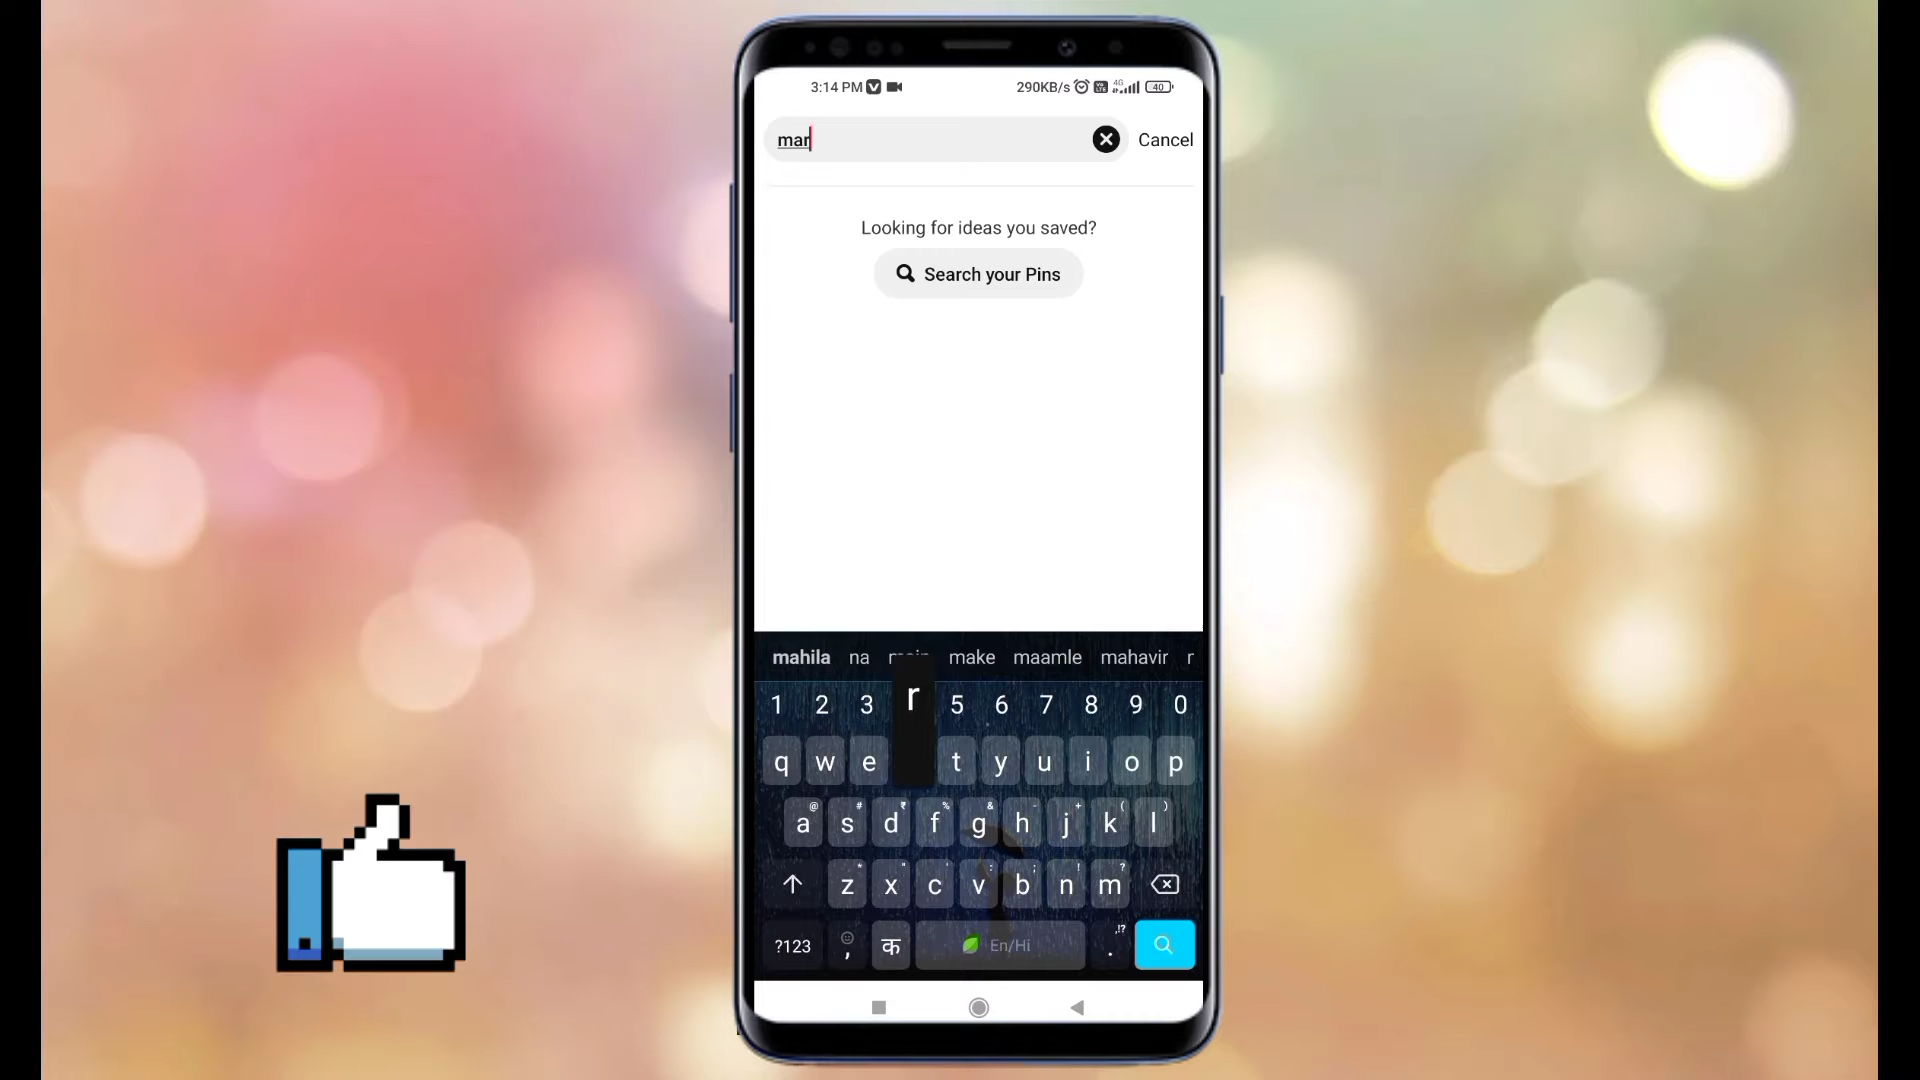 3:14 PM 290KB/s 4G 40
mar Cancel
Looking for ideas you saved?
Search your Pins
mahila na make maamle mahavir r
1 2 3 r 5 6 7 8 9 0
q w e t y u i o p
@ # ₹ % & - + ( )
a s d f g h j k l
* " ' : ; ! ?
z x c v b n m
?123 , क En/Hi . ,!?